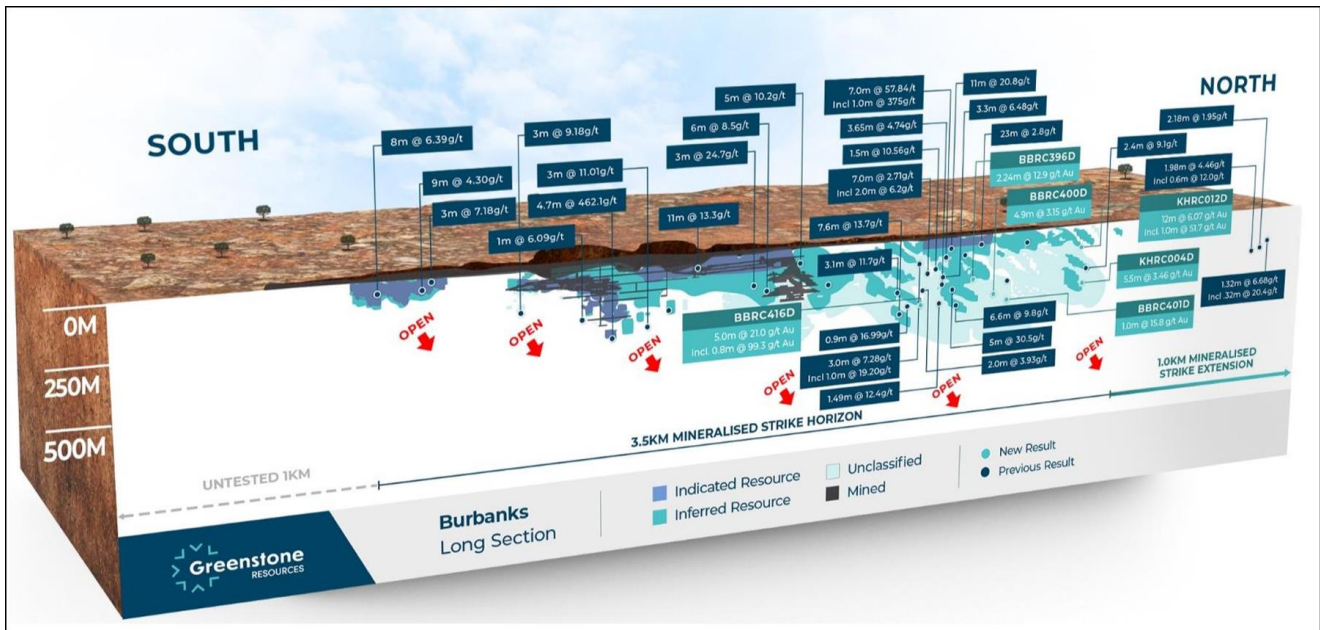 SOUTH
NORTH
8m @ 6.39g/t
9m @ 4.30g/t
3m @ 7.18g/t
3m @ 9.18g/t
3m @ 11.01g/t
4.7m @ 462.1g/t
1m @ 6.09g/t
5m @ 10.2g/t
6m @ 8.5g/t
3m @ 24.7g/t
11m @ 13.3g/t
7.0m @ 57.84/t
Incl 1.0m @ 375g/t
3.65m @ 4.74g/t
1.5m @ 10.56g/t
7.0m @ 2.71g/t
Incl 2.0m @ 6.2g/t
7.6m @ 13.7g/t
3.1m @ 11.7g/t
11m @ 20.8g/t
3.3m @ 6.48g/t
23m @ 2.8g/t
BBRC396D
2.24m @ 12.9 g/t Au
BBRC400D
4.9m @ 3.15 g/t Au
2.4m @ 9.1g/t
2.18m @ 1.95g/t
1.98m @ 4.46g/t
Incl 0.6m @ 12.0g/t
KHRC012D
12m @ 6.07 g/t Au
Incl. 1.0m @ 51.7 g/t Au
KHRC004D
5.5m @ 3.46 g/t Au
BBRC401D
1.0m @ 15.8 g/t Au
1.32m @ 6.68g/t
Incl .32m @ 20.4g/t
BBRC416D
5.0m @ 21.0 g/t Au
incl. 0.8m @ 99.3 g/t Au
0.9m @ 16.99g/t
3.0m @ 7.28g/t
Incl 1.0m @ 19.20g/t
1.49m @ 12.4g/t
6.6m @ 9.8g/t
5m @ 30.5g/t
2.0m @ 3.93g/t
OPEN
OPEN
OPEN
OPEN
OPEN
OPEN
0M
250M
500M
UNTESTED 1KM
3.5KM MINERALISED STRIKE HORIZON
1.0KM MINERALISED
STRIKE EXTENSION
Greenstone
RESOURCES
Burbanks
Long Section
Indicated Resource
Inferred Resource
Unclassified
Mined
New Result
Previous Result